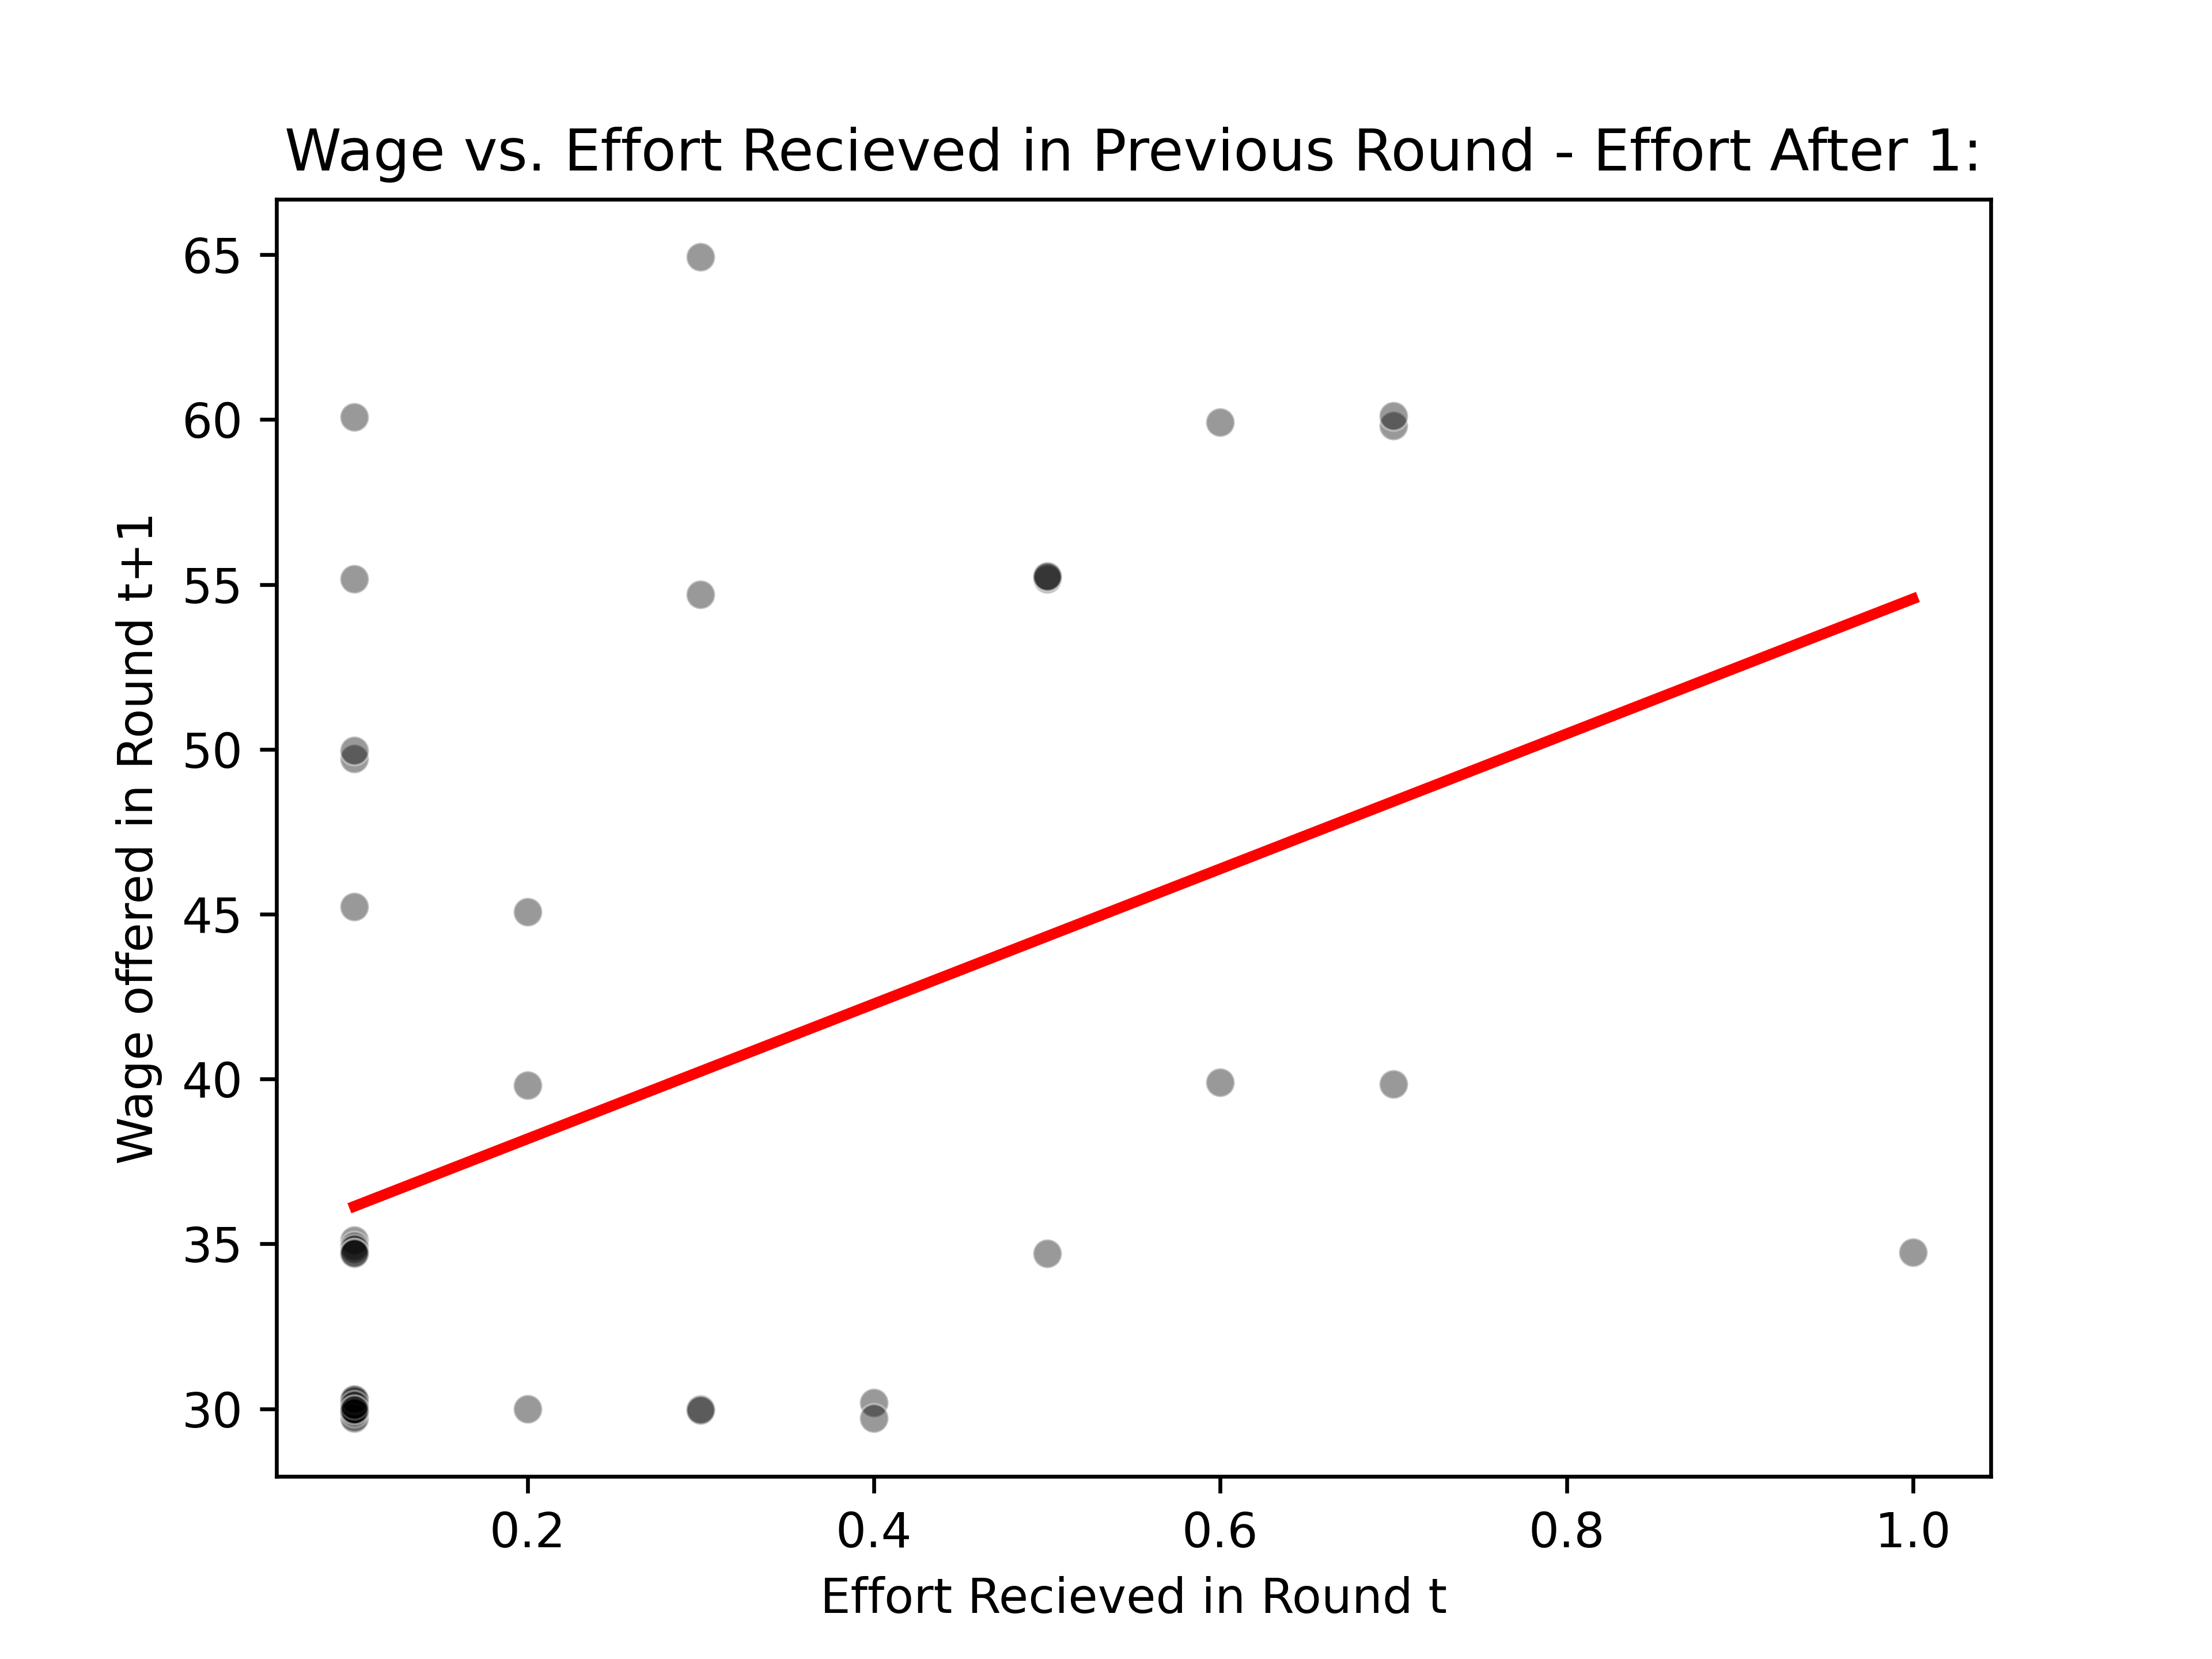 Wage vs. Effort Recieved in Previous Round - Effort After 1:
65
60
55
50
45
40
35
30
Wage offered in Round t+1
0.2 0.4 0.6 0.8 1.0
Effort Recieved in Round t